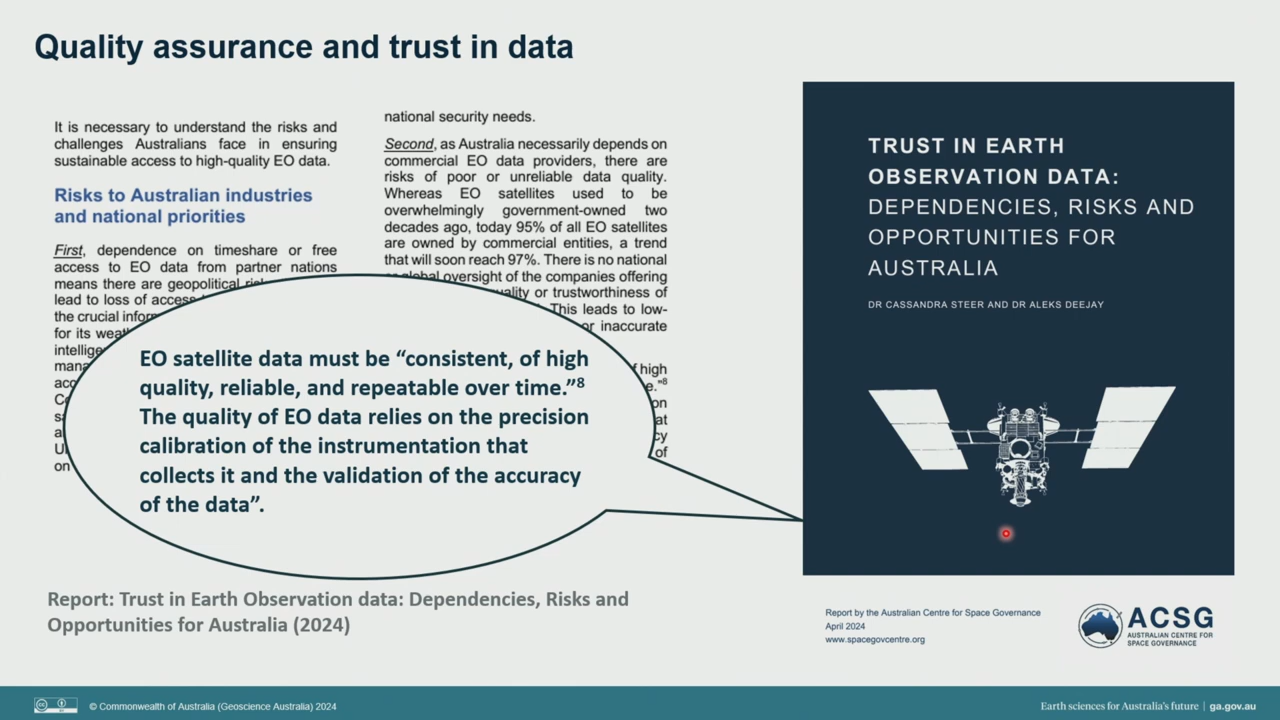 Quality assurance and trust in data
It is necessary to understand the risks and
challenges Australians face in ensuring
sustainable access to high-quality EO data.
Risks to Australian industries
and national priorities
First, dependence on timeshare or free
access to EO data from partner nations
means there are geopolitical
lead to loss of access
the crucial
for its
national security needs.
Second, as Australia necessarily depends on
commercial EO data providers, there are
risks of poor or unreliable data quality.
Whereas EO satellites used to be
overwhelmingly government-owned two
decades ago, today 95% of all EO satellites
are owned by commercial entities, a trend
that will soon reach 97%. There is no national
or global oversight of the companies offering
quality or trustworthiness of
This leads to low-
or inaccurate
high
of
EO satellite data must be “consistent, of high
quality, reliable, and repeatable over time.”⁸
The quality of EO data relies on the precision
calibration of the instrumentation that
collects it and the validation of the accuracy
of the data”.
Report: Trust in Earth Observation data: Dependencies, Risks and
Opportunities for Australia (2024)
TRUST IN EARTH
OBSERVATION DATA:
DEPENDENCIES, RISKS AND
OPPORTUNITIES FOR
AUSTRALIA
DR CASSANDRA STEER AND DR ALEKS DEEJAY
Report by the Australian Centre for Space Governance
April 2024
www.spacegovcentre.org
ACSG
AUSTRALIAN CENTRE FOR
SPACE GOVERNANCE
© Commonwealth of Australia (Geoscience Australia) 2024
Earth sciences for Australia’s future | ga.gov.au